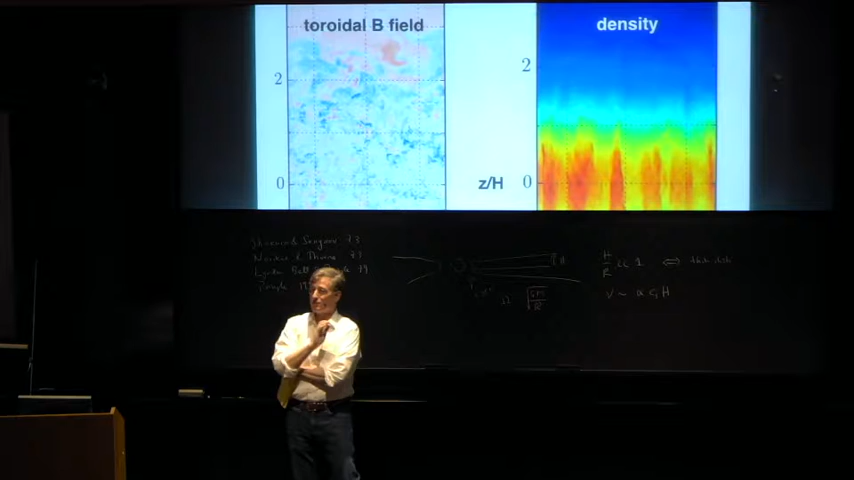 toroidal B field
density
2
2
z/H
0
0
Shakura & Sunyaev 73
Novikov & Thorne 73
Lynden-Bell & Pringle
H
H/R << 1 ⇔ thin disk
Ω
√GM/R
ν ~ α c_s H